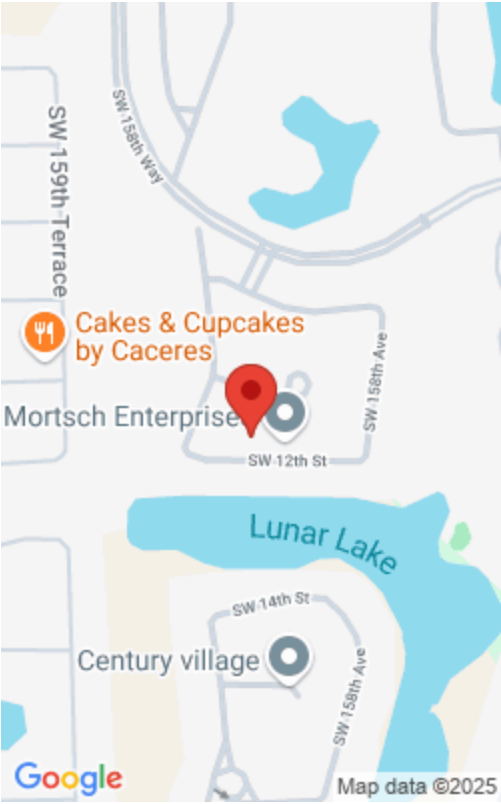 SW 158th Way
SW 159th Terrace
Cakes & Cupcakes
by Caceres
SW 158th Ave
Mortsch Enterprise
SW 12th St
Lunar Lake
SW 14th St
Century village
SW 158th Ave
Google
Map data ©2025